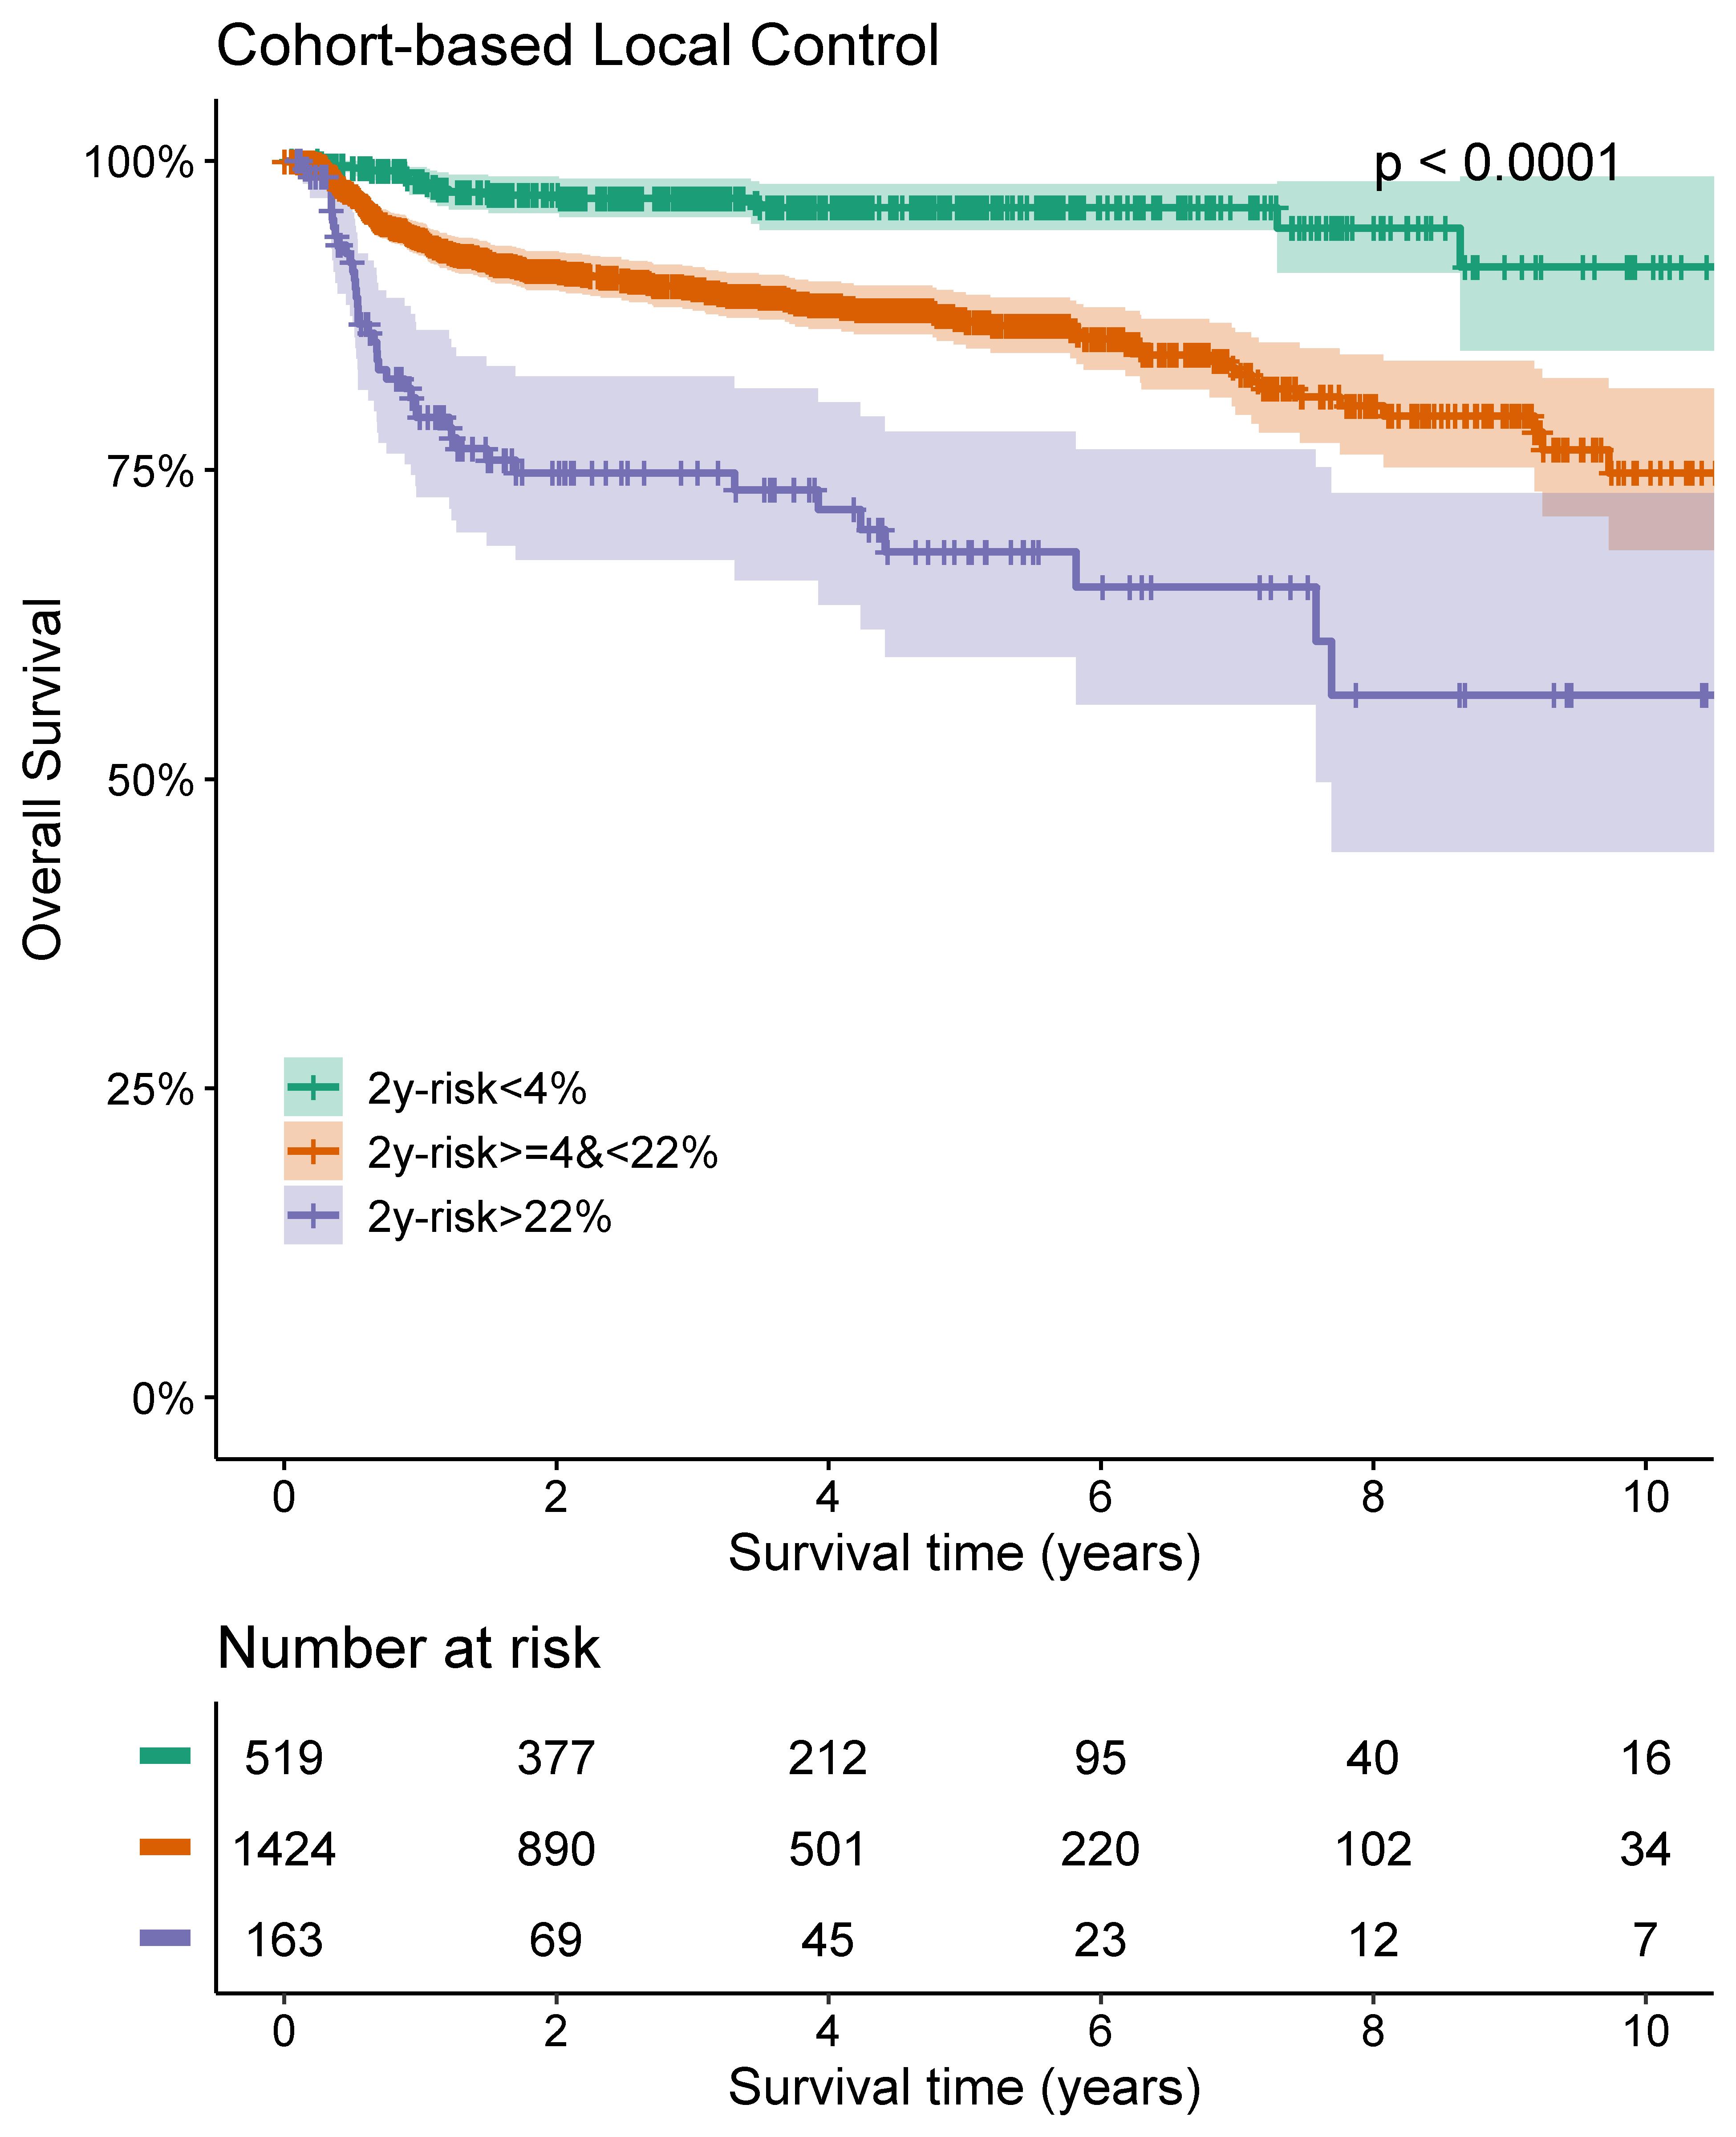 Cohort-based Local Control
Overall Survival
100%
75%
50%
25%
0%
p < 0.0001
2y-risk<4%
2y-risk>=4&<22%
2y-risk>22%
0 2 4 6 8 10
Survival time (years)
Number at risk
519 377 212 95 40 16
1424 890 501 220 102 34
163 69 45 23 12 7
0 2 4 6 8 10
Survival time (years)